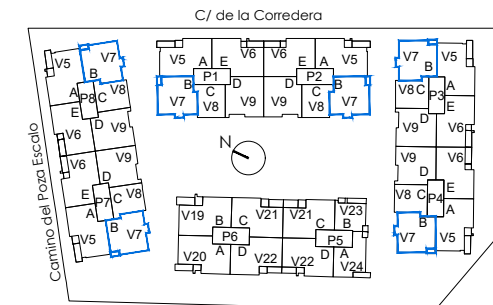 C/ de la Corredera
Camino del Poza Escalo
V5 V7 B A P8 C V8 E D V6 V9
V6 V9 D E P7 C V8 A B V5 V7
V5 A E V6 B P1 C V7 V8 D V9
V6 E A V5 P2 B D C V9 V8 V7
V7 B V5 V8 C A P3 E D V9 V6
V9 V6 D E V8 C P4 A B V7 V5
N
V19 B C V21 P6 V20 A D V22
V21 C V23 B P5 D A V22 V24